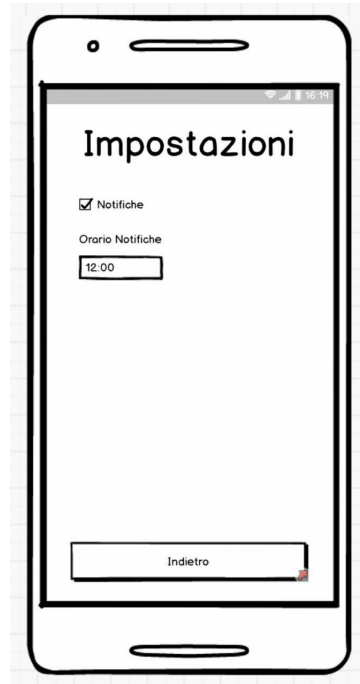 16.19
Impostazioni
Notifiche
Orario Notifiche
12:00
Indietro